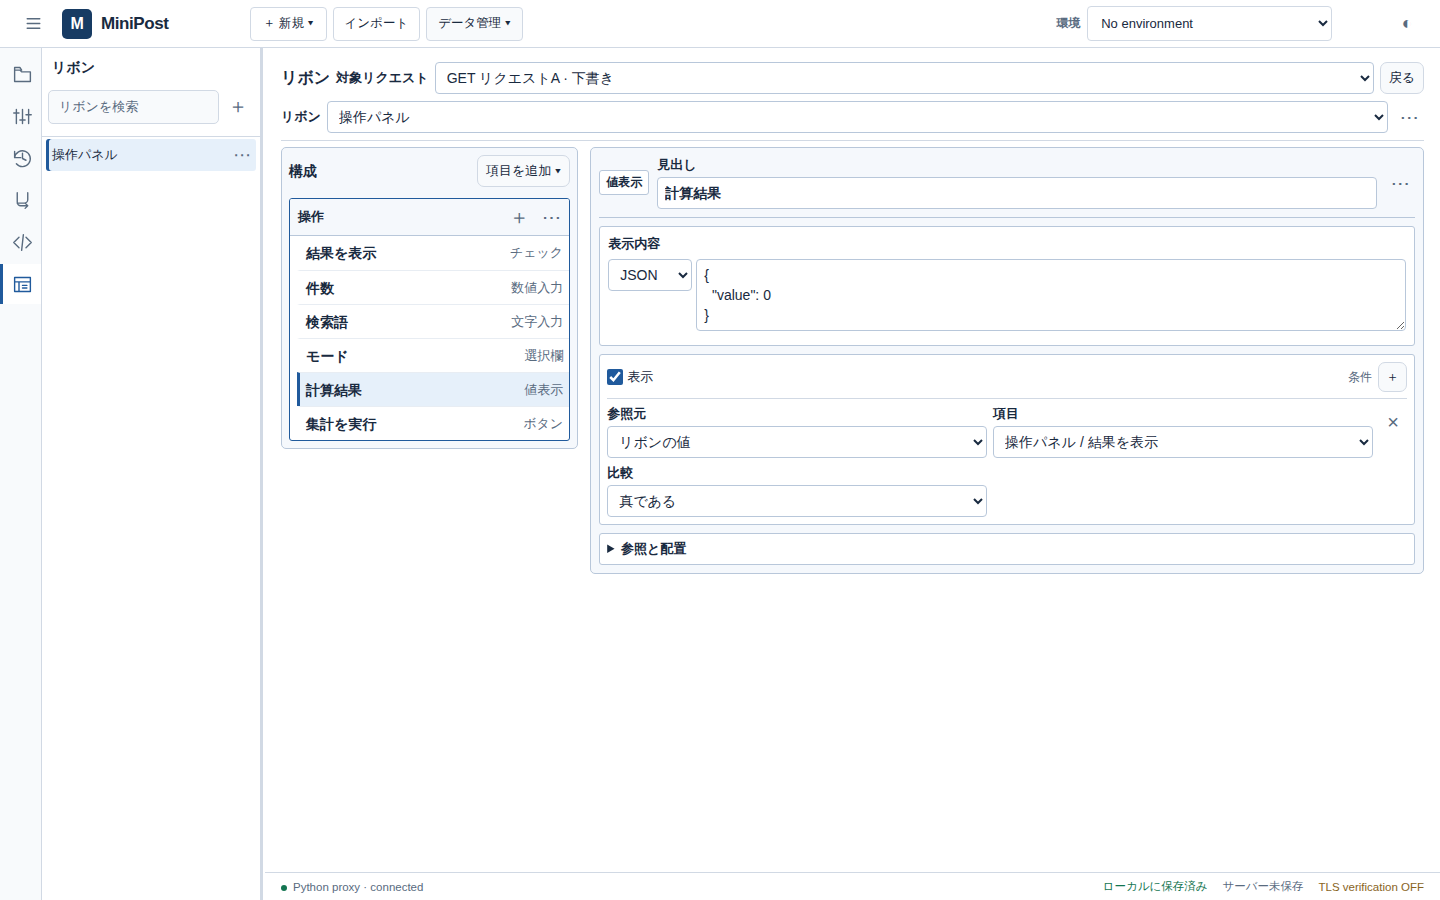 M MiniPost ＋ 新規 ▾ インポート データ管理 ▾ 環境 No environment
リボン
リボンを検索 ＋
操作パネル ···
リボン 対象リクエスト GET リクエストA · 下書き 戻る
リボン 操作パネル ···
構成 項目を追加 ▾
操作 ＋ ···
結果を表示 チェック
件数 数値入力
検索語 文字入力
モード 選択欄
計算結果 値表示
集計を実行 ボタン
値表示 見出し ···
計算結果
表示内容
JSON
{
"value": 0
}
表示 条件 ＋
参照元 項目 ×
リボンの値 操作パネル / 結果を表示
比較
真である
▶ 参照と配置
Python proxy · connected ローカルに保存済み サーバー未保存 TLS verification OFF